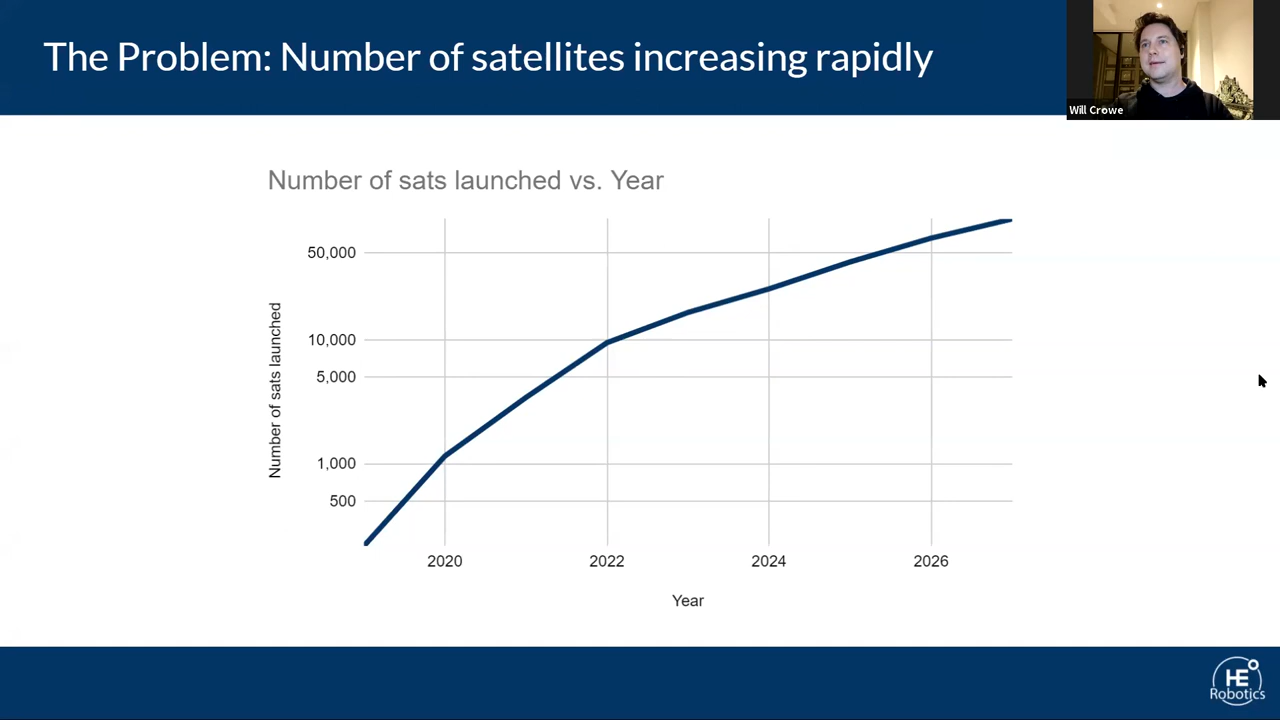 The Problem: Number of satellites increasing rapidly
Will Crowe
Number of sats launched vs. Year
Number of sats launched
50,000
10,000
5,000
1,000
500
2020 2022 2024 2026
Year
HE
Robotics